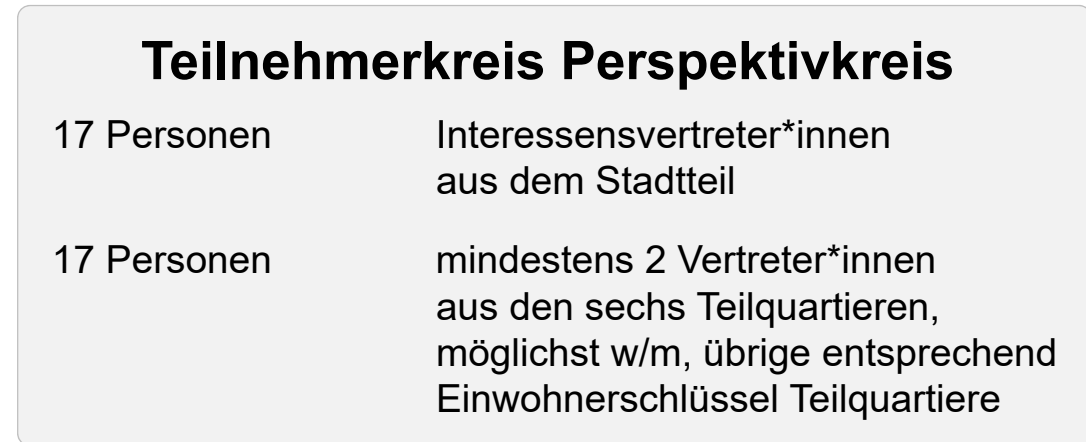 Teilnehmerkreis Perspektivkreis
17 Personen Interessensvertreter*innen
aus dem Stadtteil
17 Personen mindestens 2 Vertreter*innen
aus den sechs Teilquartieren,
möglichst w/m, übrige entsprechend
Einwohnerschlüssel Teilquartiere